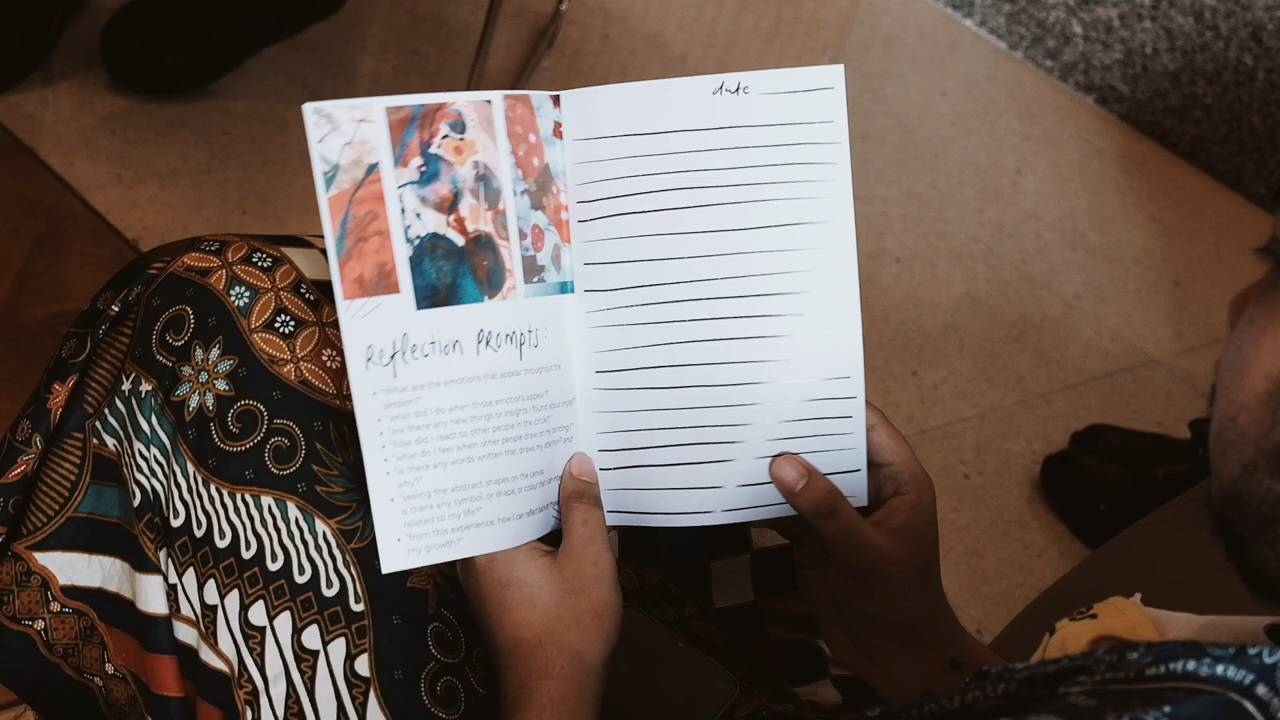 Reflection Prompts:
• "What are the emotions that appear throughout the
session?"
• "what did I do when those emotions appear?"
• "are there any new things or insights I found about myself"
• "how did I react to other people in the circle?"
• "what do I feel when other people draw on my painting?"
• "is there any words written that draws my attention? and
why?"
• "seeing the abstract shapes on the canvas
is there any symbol, or shape, or colour that can
related to my life?"
• "from this experience, how I can reflect back in
my growth?"
date